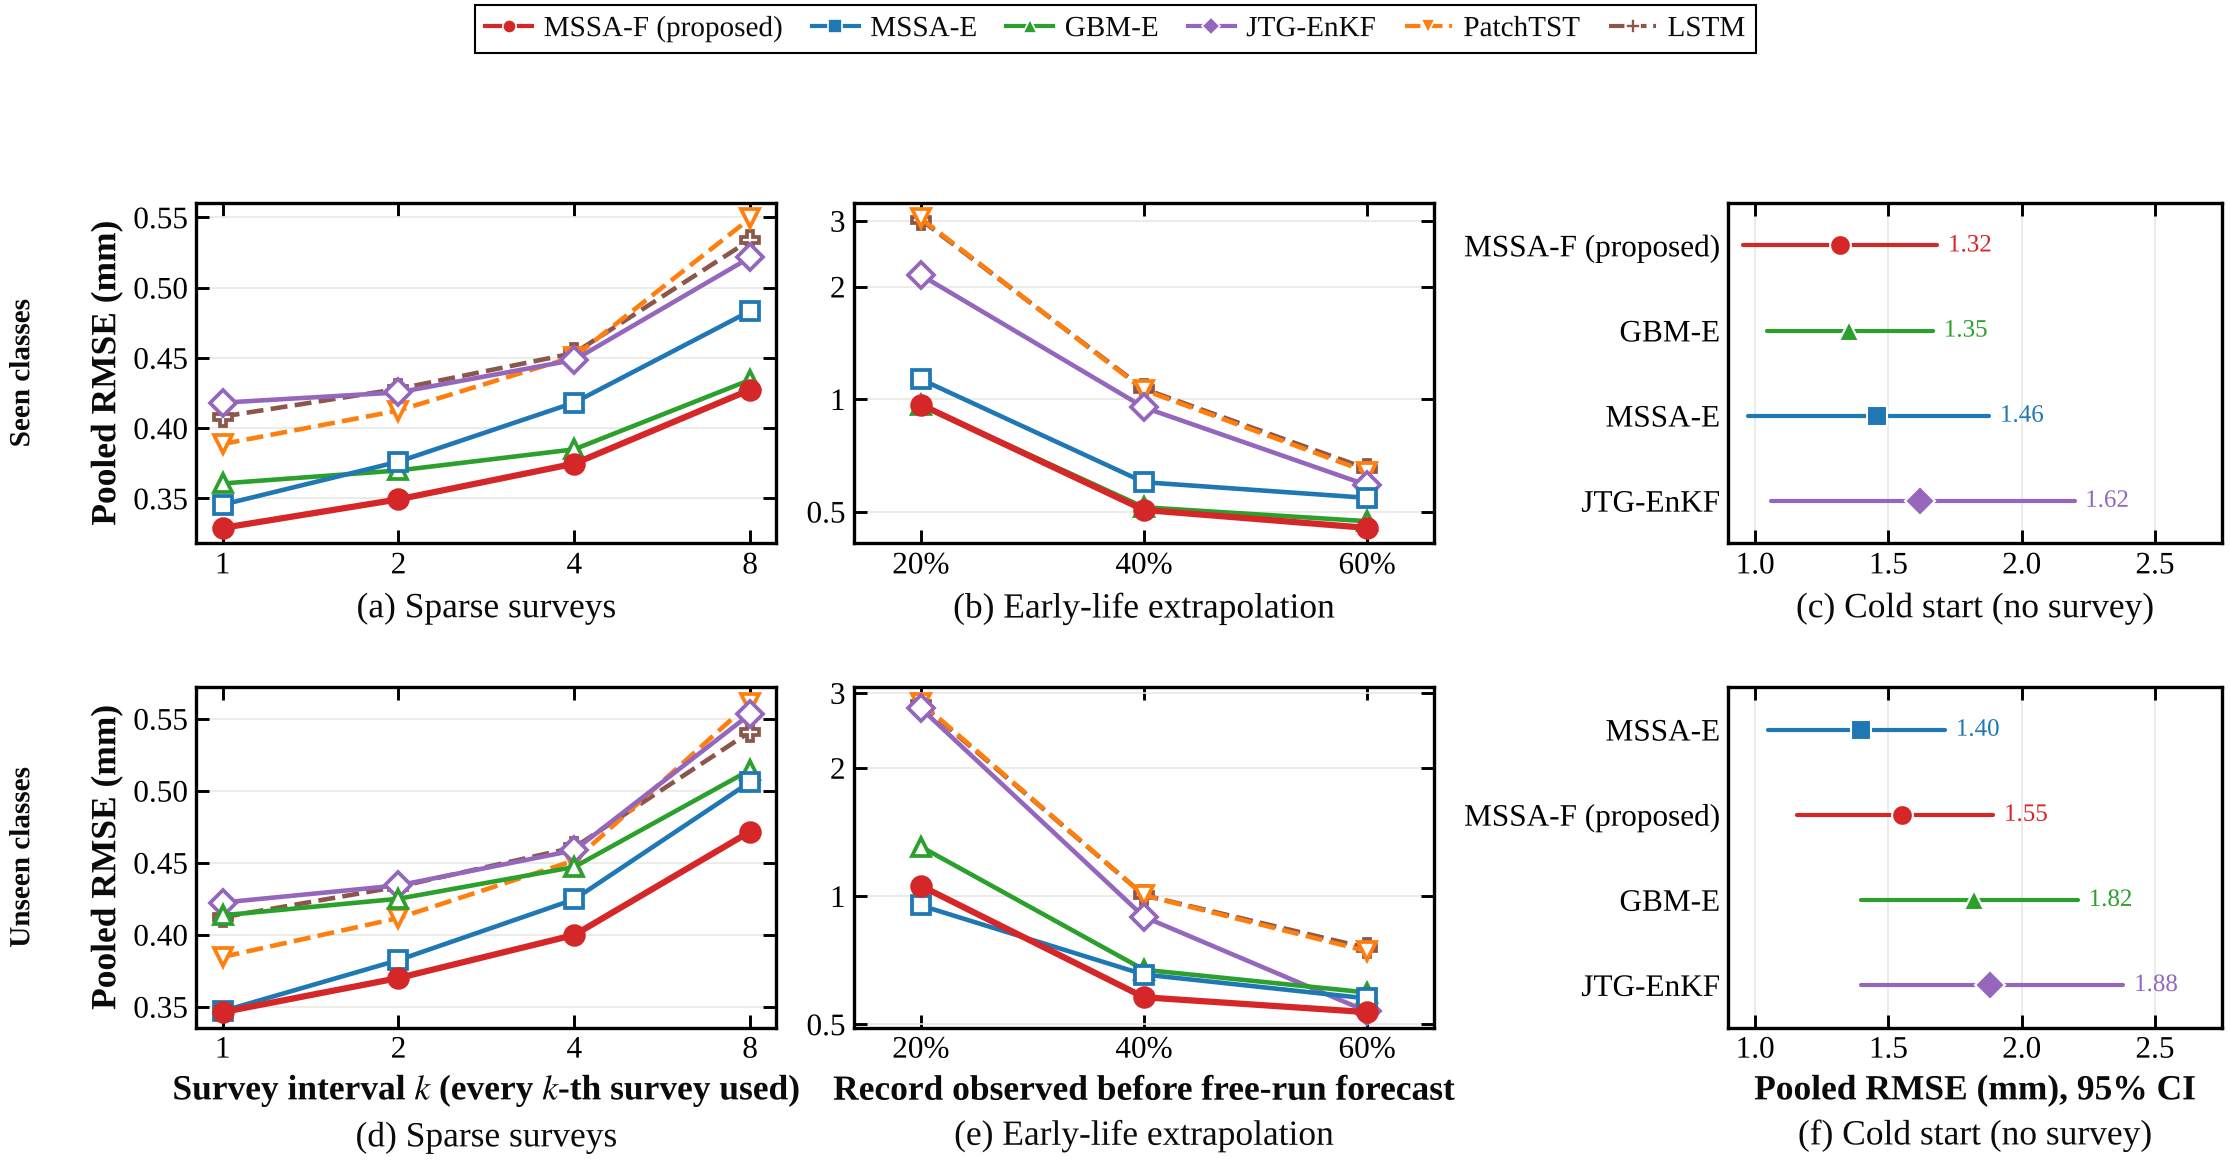 MSSA-F (proposed) MSSA-E GBM-E JTG-EnKF PatchTST LSTM
Seen classes
Pooled RMSE (mm)
0.55
0.50
0.45
0.40
0.35
1 2 4 8
(a) Sparse surveys
3
2
1
0.5
20% 40% 60%
(b) Early-life extrapolation
MSSA-F (proposed) 1.32
GBM-E 1.35
MSSA-E 1.46
JTG-EnKF 1.62
1.0 1.5 2.0 2.5
(c) Cold start (no survey)
Unseen classes
Pooled RMSE (mm)
0.55
0.50
0.45
0.40
0.35
1 2 4 8
Survey interval k (every k-th survey used)
(d) Sparse surveys
3
2
1
0.5
20% 40% 60%
Record observed before free-run forecast
(e) Early-life extrapolation
MSSA-E 1.40
MSSA-F (proposed) 1.55
GBM-E 1.82
JTG-EnKF 1.88
1.0 1.5 2.0 2.5
Pooled RMSE (mm), 95% CI
(f) Cold start (no survey)